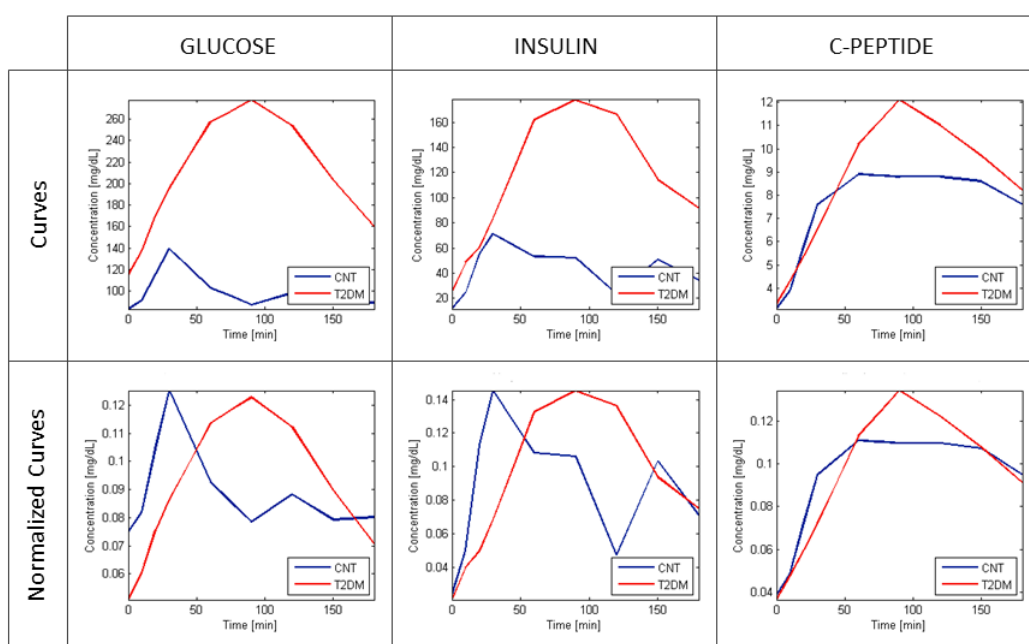 GLUCOSE INSULIN C-PEPTIDE
Curves
Concentration [mg/dL]
260
240
220
200
180
160
140
120
100
0 50 100 150
Time [min]
CNT
T2DM
Concentration [mg/dL]
160
140
120
100
80
60
40
20
0 50 100 150
Time [min]
CNT
T2DM
Concentration [mg/dL]
12
11
10
9
8
7
6
5
4
0 50 100 150
Time [min]
CNT
T2DM
Normalized Curves
Concentration [mg/dL]
0.12
0.11
0.1
0.09
0.08
0.07
0.06
0 50 100 150
Time [min]
CNT
T2DM
Concentration [mg/dL]
0.14
0.12
0.1
0.08
0.06
0.04
0 50 100 150
Time [min]
CNT
T2DM
Concentration [mg/dL]
0.12
0.1
0.08
0.06
0.04
0 50 100 150
Time [min]
CNT
T2DM